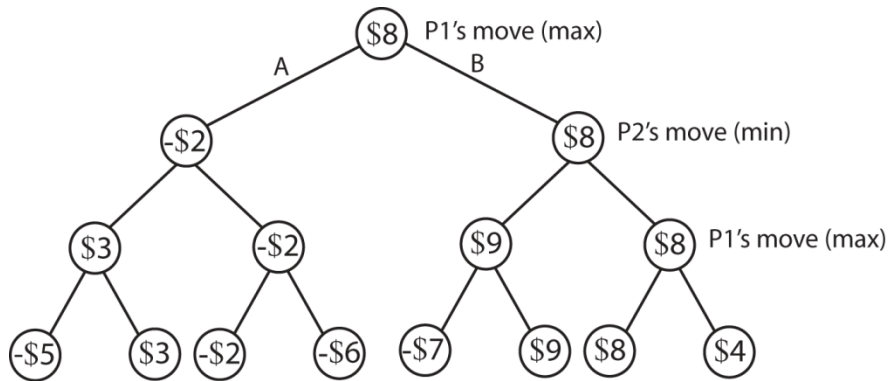 $8 P1's move (max)
A B
-$2 $8 P2's move (min)
$3 -$2 $9 $8 P1's move (max)
-$5 $3 -$2 -$6 -$7 $9 $8 $4